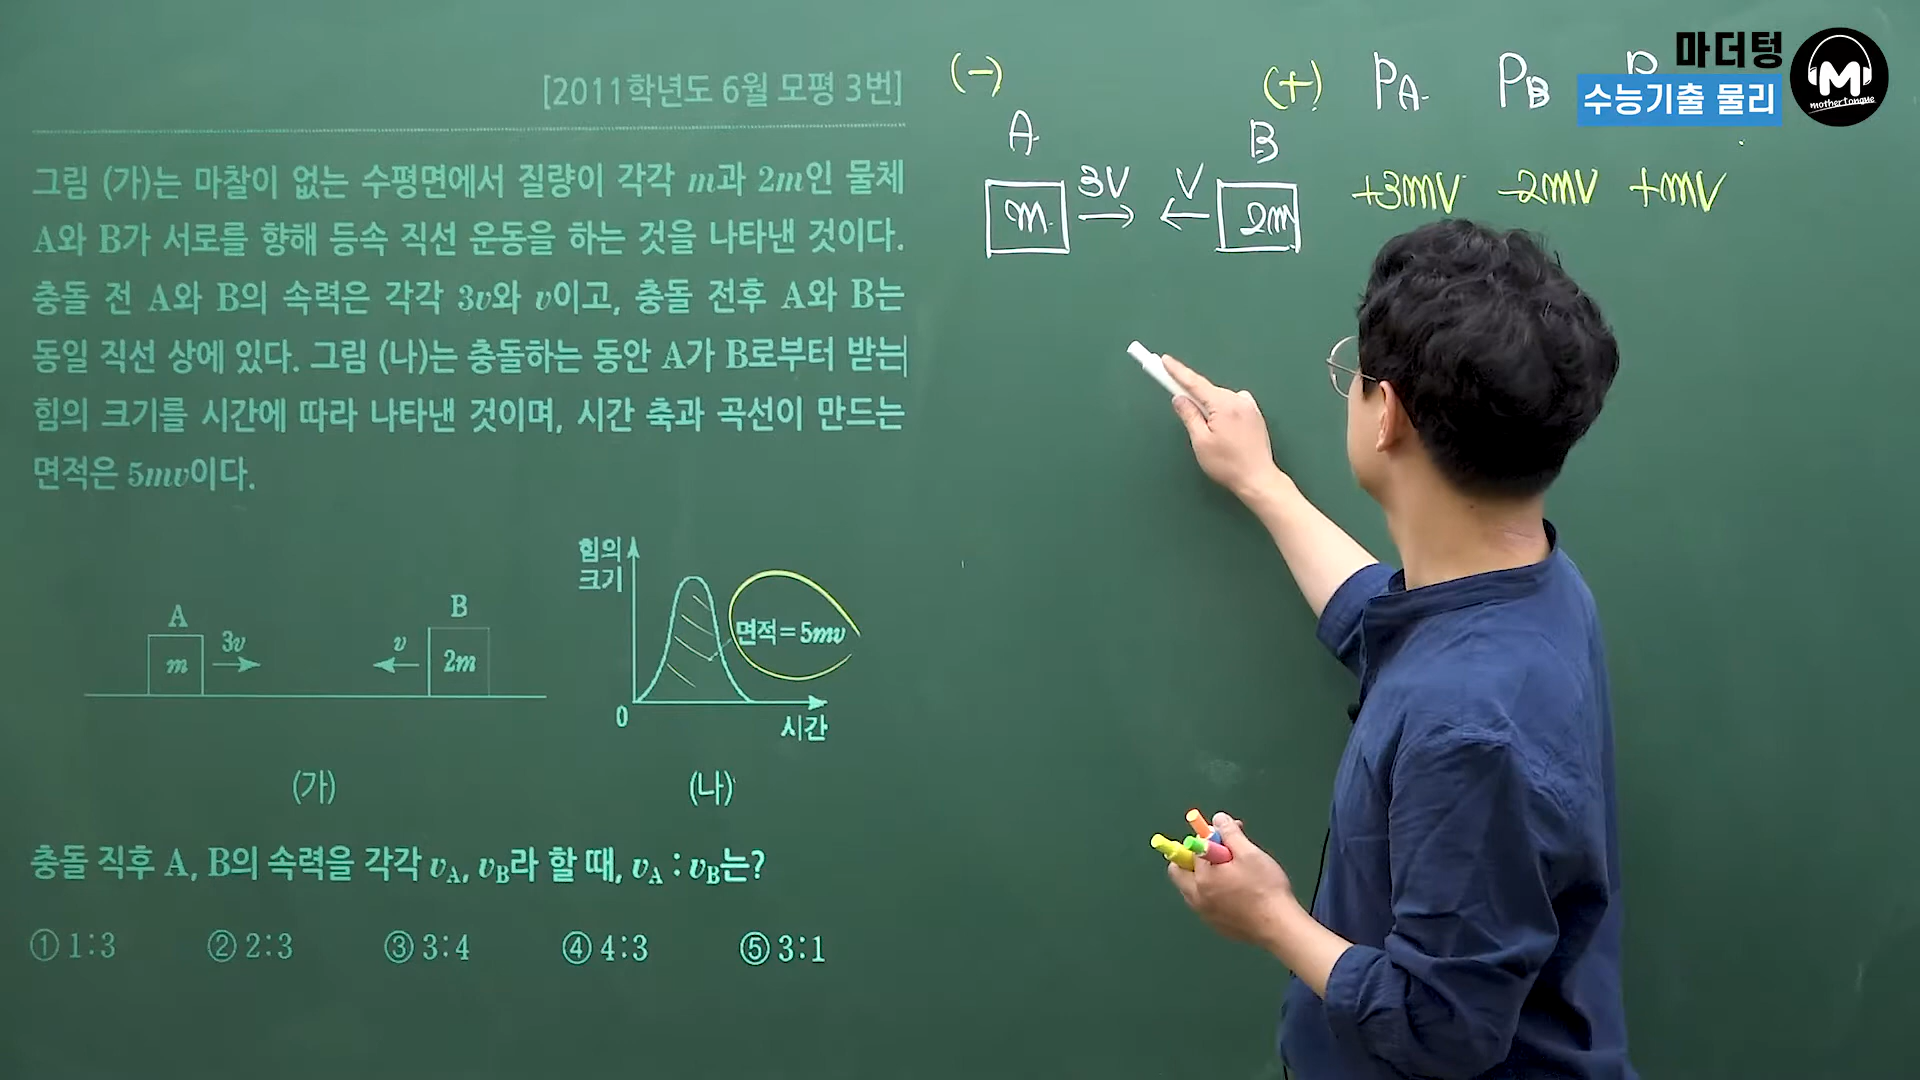 [2011학년도 6월 모평 3번]
그림 (가)는 마찰이 없는 수평면에서 질량이 각각 m과 2m인 물체
A와 B가 서로를 향해 등속 직선 운동을 하는 것을 나타낸 것이다.
충돌 전 A와 B의 속력은 각각 3v와 v이고, 충돌 전후 A와 B는
동일 직선 상에 있다. 그림 (나)는 충돌하는 동안 A가 B로부터 받는
힘의 크기를 시간에 따라 나타낸 것이며, 시간 축과 곡선이 만드는
면적은 5mv이다.
A
m
3v
v
B
2m
(가)
힘의
크기
면적=5mv
0
시간
(나)
충돌 직후 A, B의 속력을 각각 vA, vB라 할 때, vA : vB는?
① 1:3 ② 2:3 ③ 3:4 ④ 4:3 ⑤ 3:1
(-) (+) PA PB P
A B
3V V
m 2m
+3mV -2mV +mV
마더텅
수능기출 물리
M
mothertongue